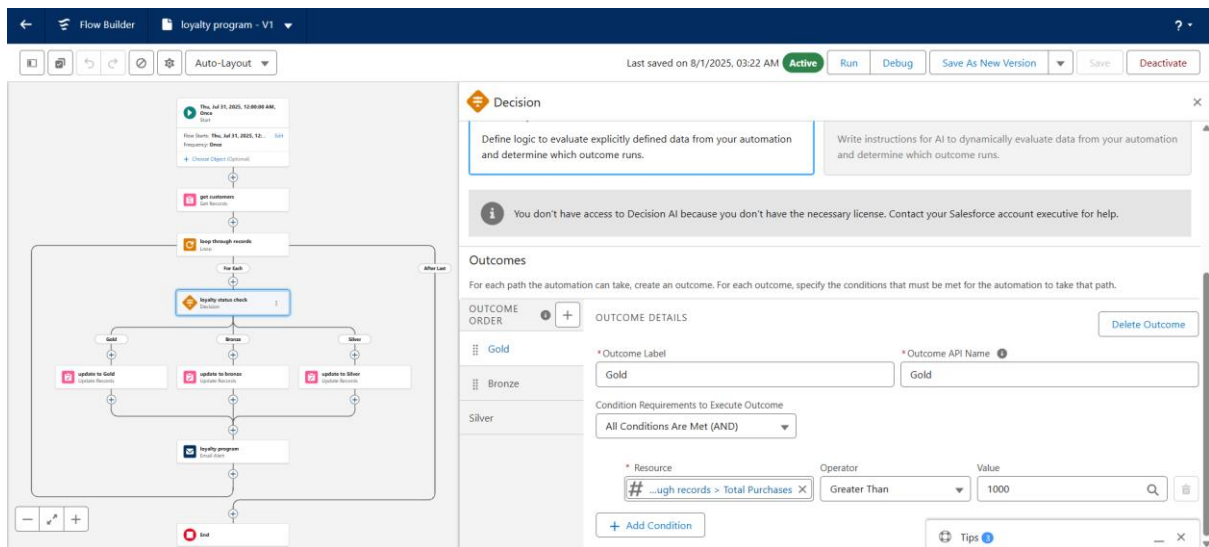 Flow Builder
loyalty program - V1
?
Auto-Layout
Last saved on 8/1/2025, 03:22 AM
Active
Run
Debug
Save As New Version
Save
Deactivate
Thu, Jul 31, 2025, 12:00:00 AM,
Once
Start
Flow Starts: Thu, Jul 31, 2025, 12:...
Edit
Frequency: Once
+ Choose Object (Optional)
get customers
Get Records
loop through records
Loop
For Each
After Last
loyalty status check
Decision
Gold
Bronze
Silver
update to Gold
Update Records
update to bronze
Update Records
update to Silver
Update Records
loyalty program
Email Alert
End
Decision
Define logic to evaluate explicitly defined data from your automation
and determine which outcome runs.
Write instructions for AI to dynamically evaluate data from your automation
and determine which outcome runs.
You don't have access to Decision AI because you don't have the necessary license. Contact your Salesforce account executive for help.
Outcomes
For each path the automation can take, create an outcome. For each outcome, specify the conditions that must be met for the automation to take that path.
OUTCOME
ORDER
Gold
Bronze
Silver
OUTCOME DETAILS
Delete Outcome
* Outcome Label
Gold
* Outcome API Name
Gold
Condition Requirements to Execute Outcome
All Conditions Are Met (AND)
* Resource
...ugh records > Total Purchases
Operator
Greater Than
Value
1000
+ Add Condition
Tips 3